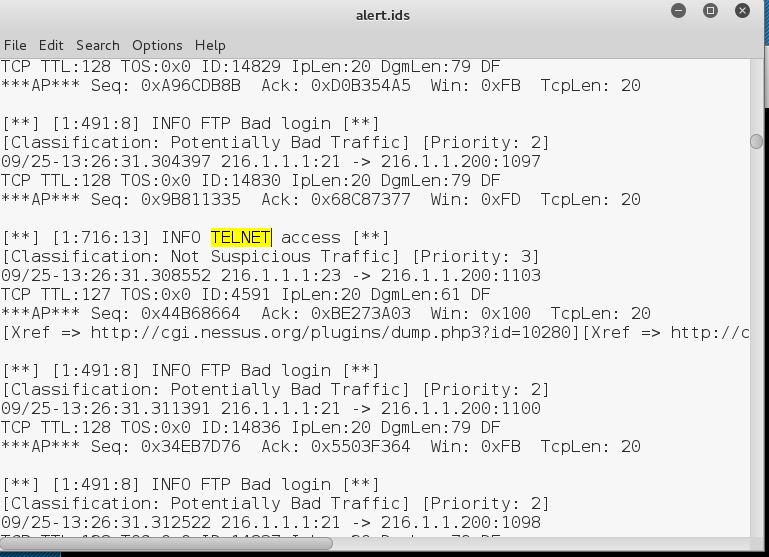 alert.ids
File Edit Search Options Help
TCP TTL:128 TOS:0x0 ID:14829 IpLen:20 DgmLen:79 DF
***AP*** Seq: 0xA96CDB8B  Ack: 0xD0B354A5  Win: 0xFB  TcpLen: 20
[**] [1:491:8] INFO FTP Bad login [**]
[Classification: Potentially Bad Traffic] [Priority: 2]
09/25-13:26:31.304397 216.1.1.1:21 -> 216.1.1.200:1097
TCP TTL:128 TOS:0x0 ID:14830 IpLen:20 DgmLen:79 DF
***AP*** Seq: 0x9B811335  Ack: 0x68C87377  Win: 0xFD  TcpLen: 20
[**] [1:716:13] INFO TELNET access [**]
[Classification: Not Suspicious Traffic] [Priority: 3]
09/25-13:26:31.308552 216.1.1.1:23 -> 216.1.1.200:1103
TCP TTL:127 TOS:0x0 ID:4591 IpLen:20 DgmLen:61 DF
***AP*** Seq: 0x44B68664  Ack: 0xBE273A03  Win: 0x100  TcpLen: 20
[Xref => http://cgi.nessus.org/plugins/dump.php3?id=10280][Xref => http://c
[**] [1:491:8] INFO FTP Bad login [**]
[Classification: Potentially Bad Traffic] [Priority: 2]
09/25-13:26:31.311391 216.1.1.1:21 -> 216.1.1.200:1100
TCP TTL:128 TOS:0x0 ID:14836 IpLen:20 DgmLen:79 DF
***AP*** Seq: 0x34EB7D76  Ack: 0x5503F364  Win: 0xFB  TcpLen: 20
[**] [1:491:8] INFO FTP Bad login [**]
[Classification: Potentially Bad Traffic] [Priority: 2]
09/25-13:26:31.312522 216.1.1.1:21 -> 216.1.1.200:1098